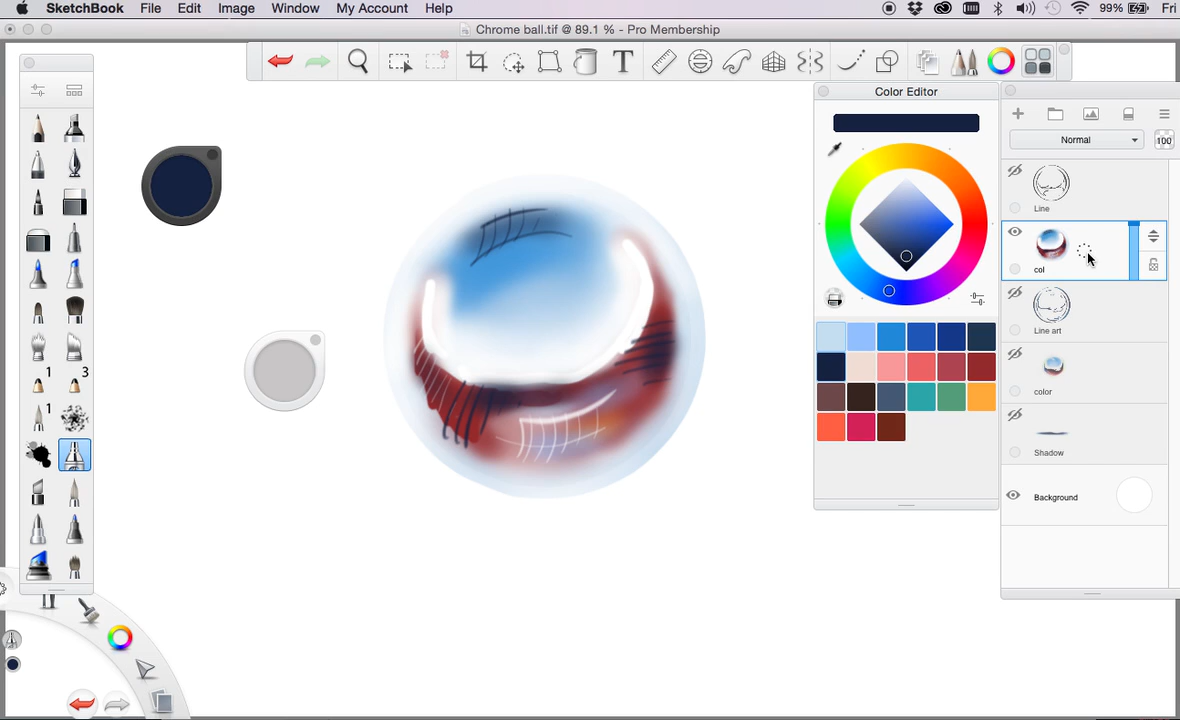 SketchBook File Edit Image Window My Account Help 99% Fri
Chrome ball.tif @ 89.1 % - Pro Membership
T
Color Editor
Normal 100
Line
col
Line art
color
Shadow
Background
1 3
1